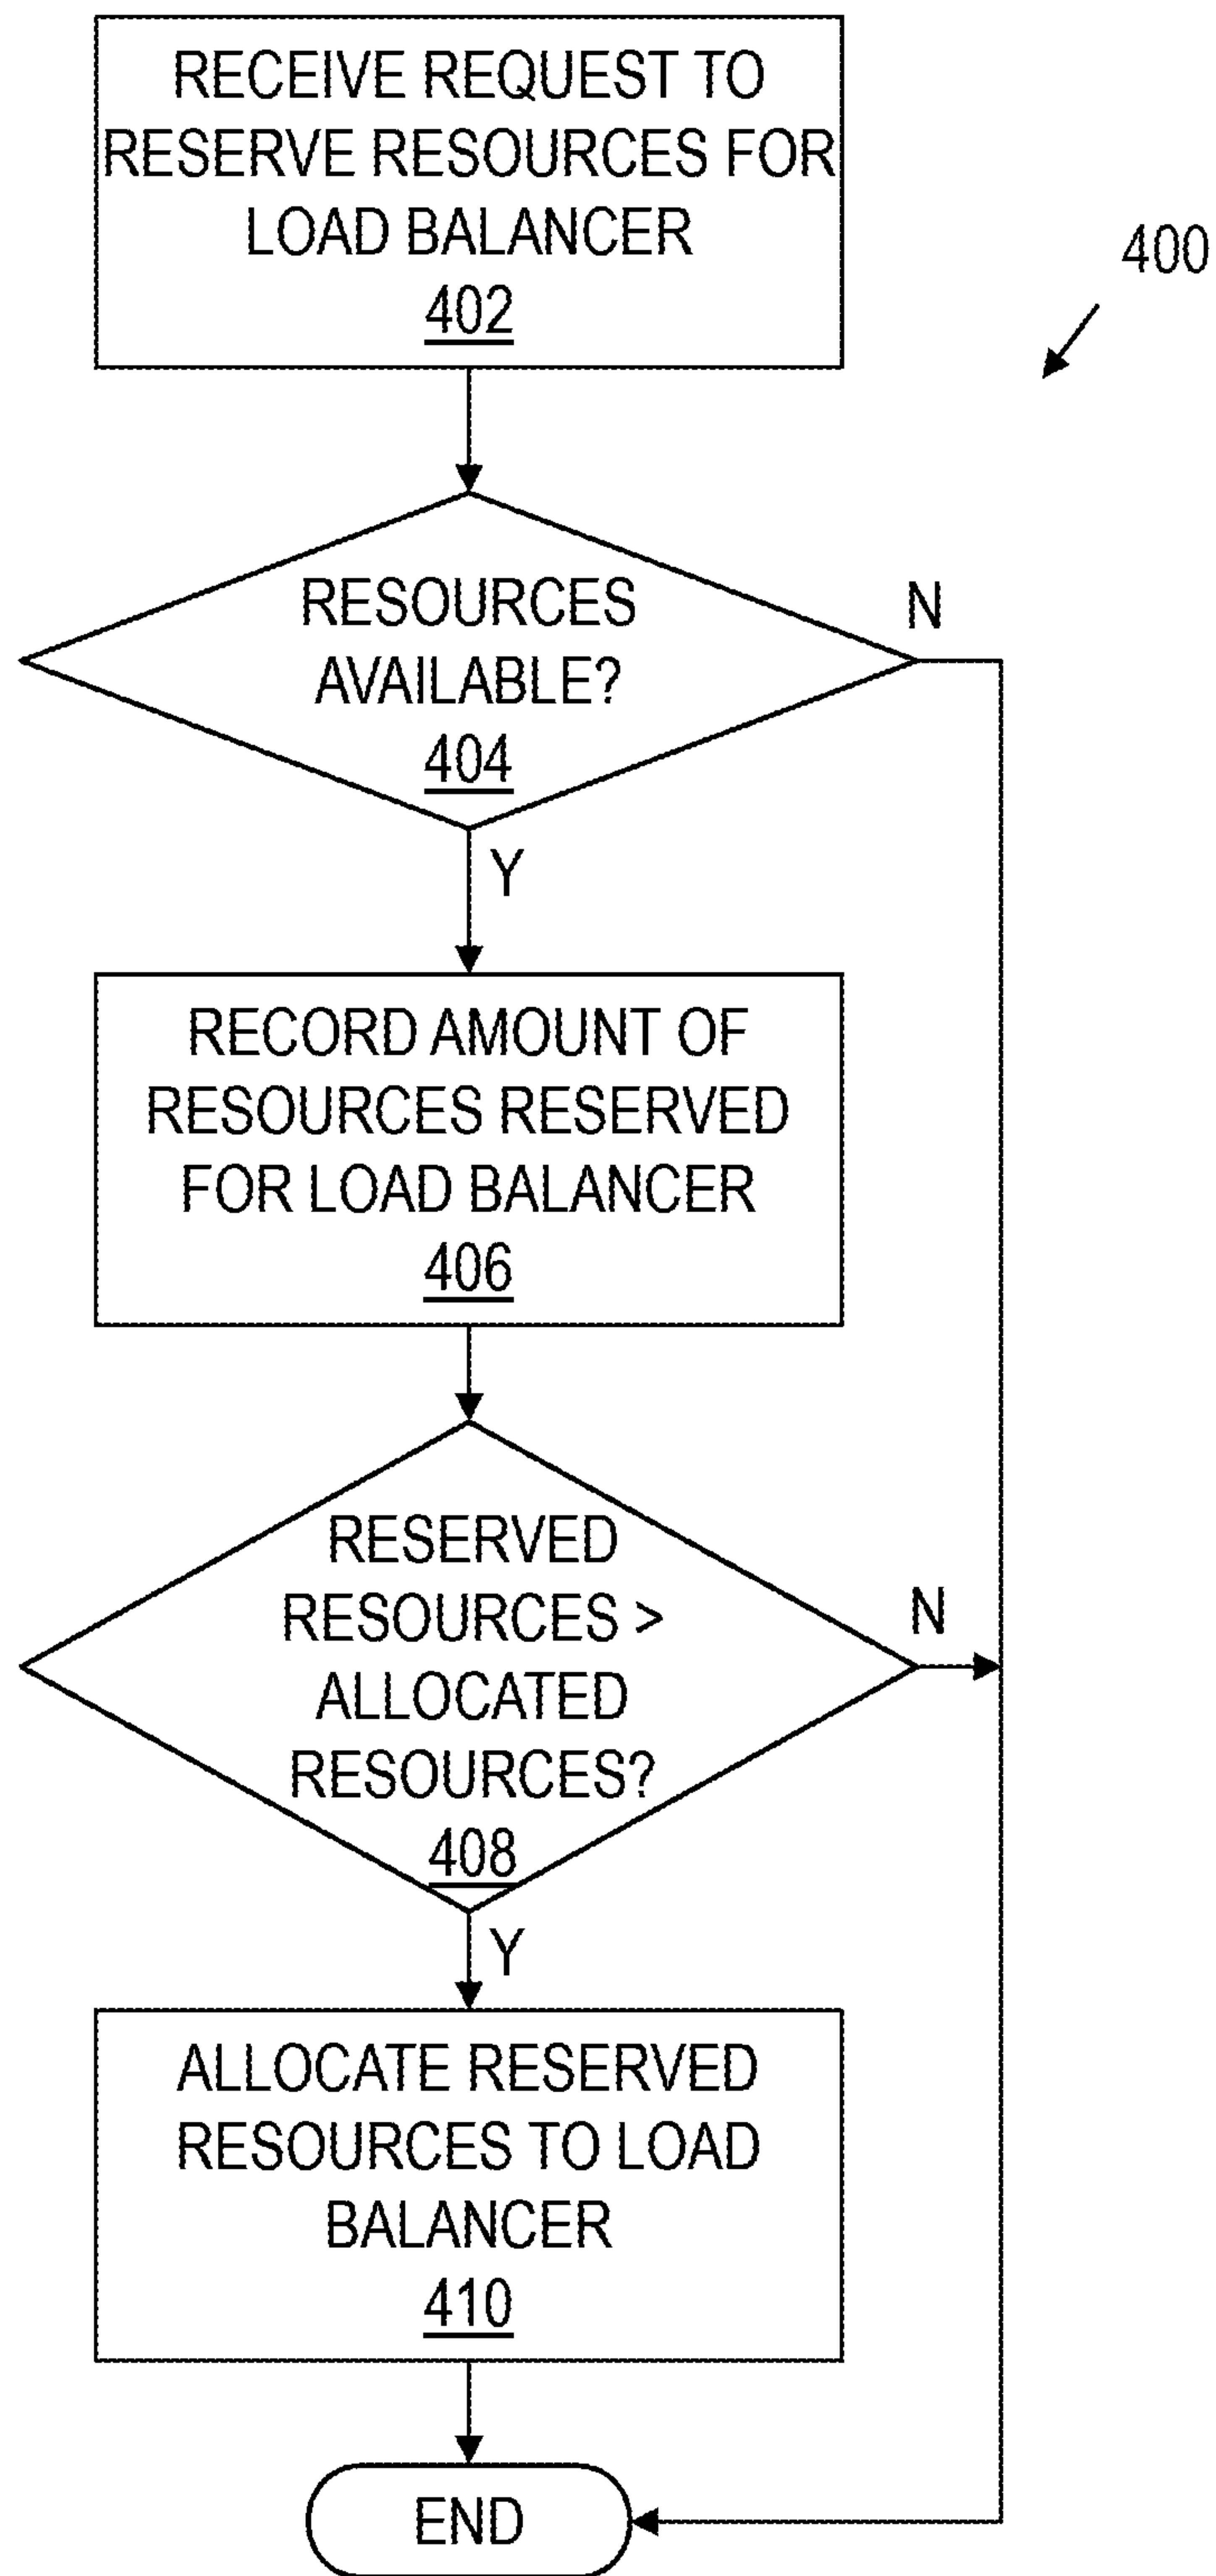 RECEIVE REQUEST TO
RESERVE RESOURCES FOR
LOAD BALANCER
402
400
RESOURCES
AVAILABLE?
404
N
Y
RECORD AMOUNT OF
RESOURCES RESERVED
FOR LOAD BALANCER
406
RESERVED
RESOURCES >
ALLOCATED
RESOURCES?
408
N
Y
ALLOCATE RESERVED
RESOURCES TO LOAD
BALANCER
410
END